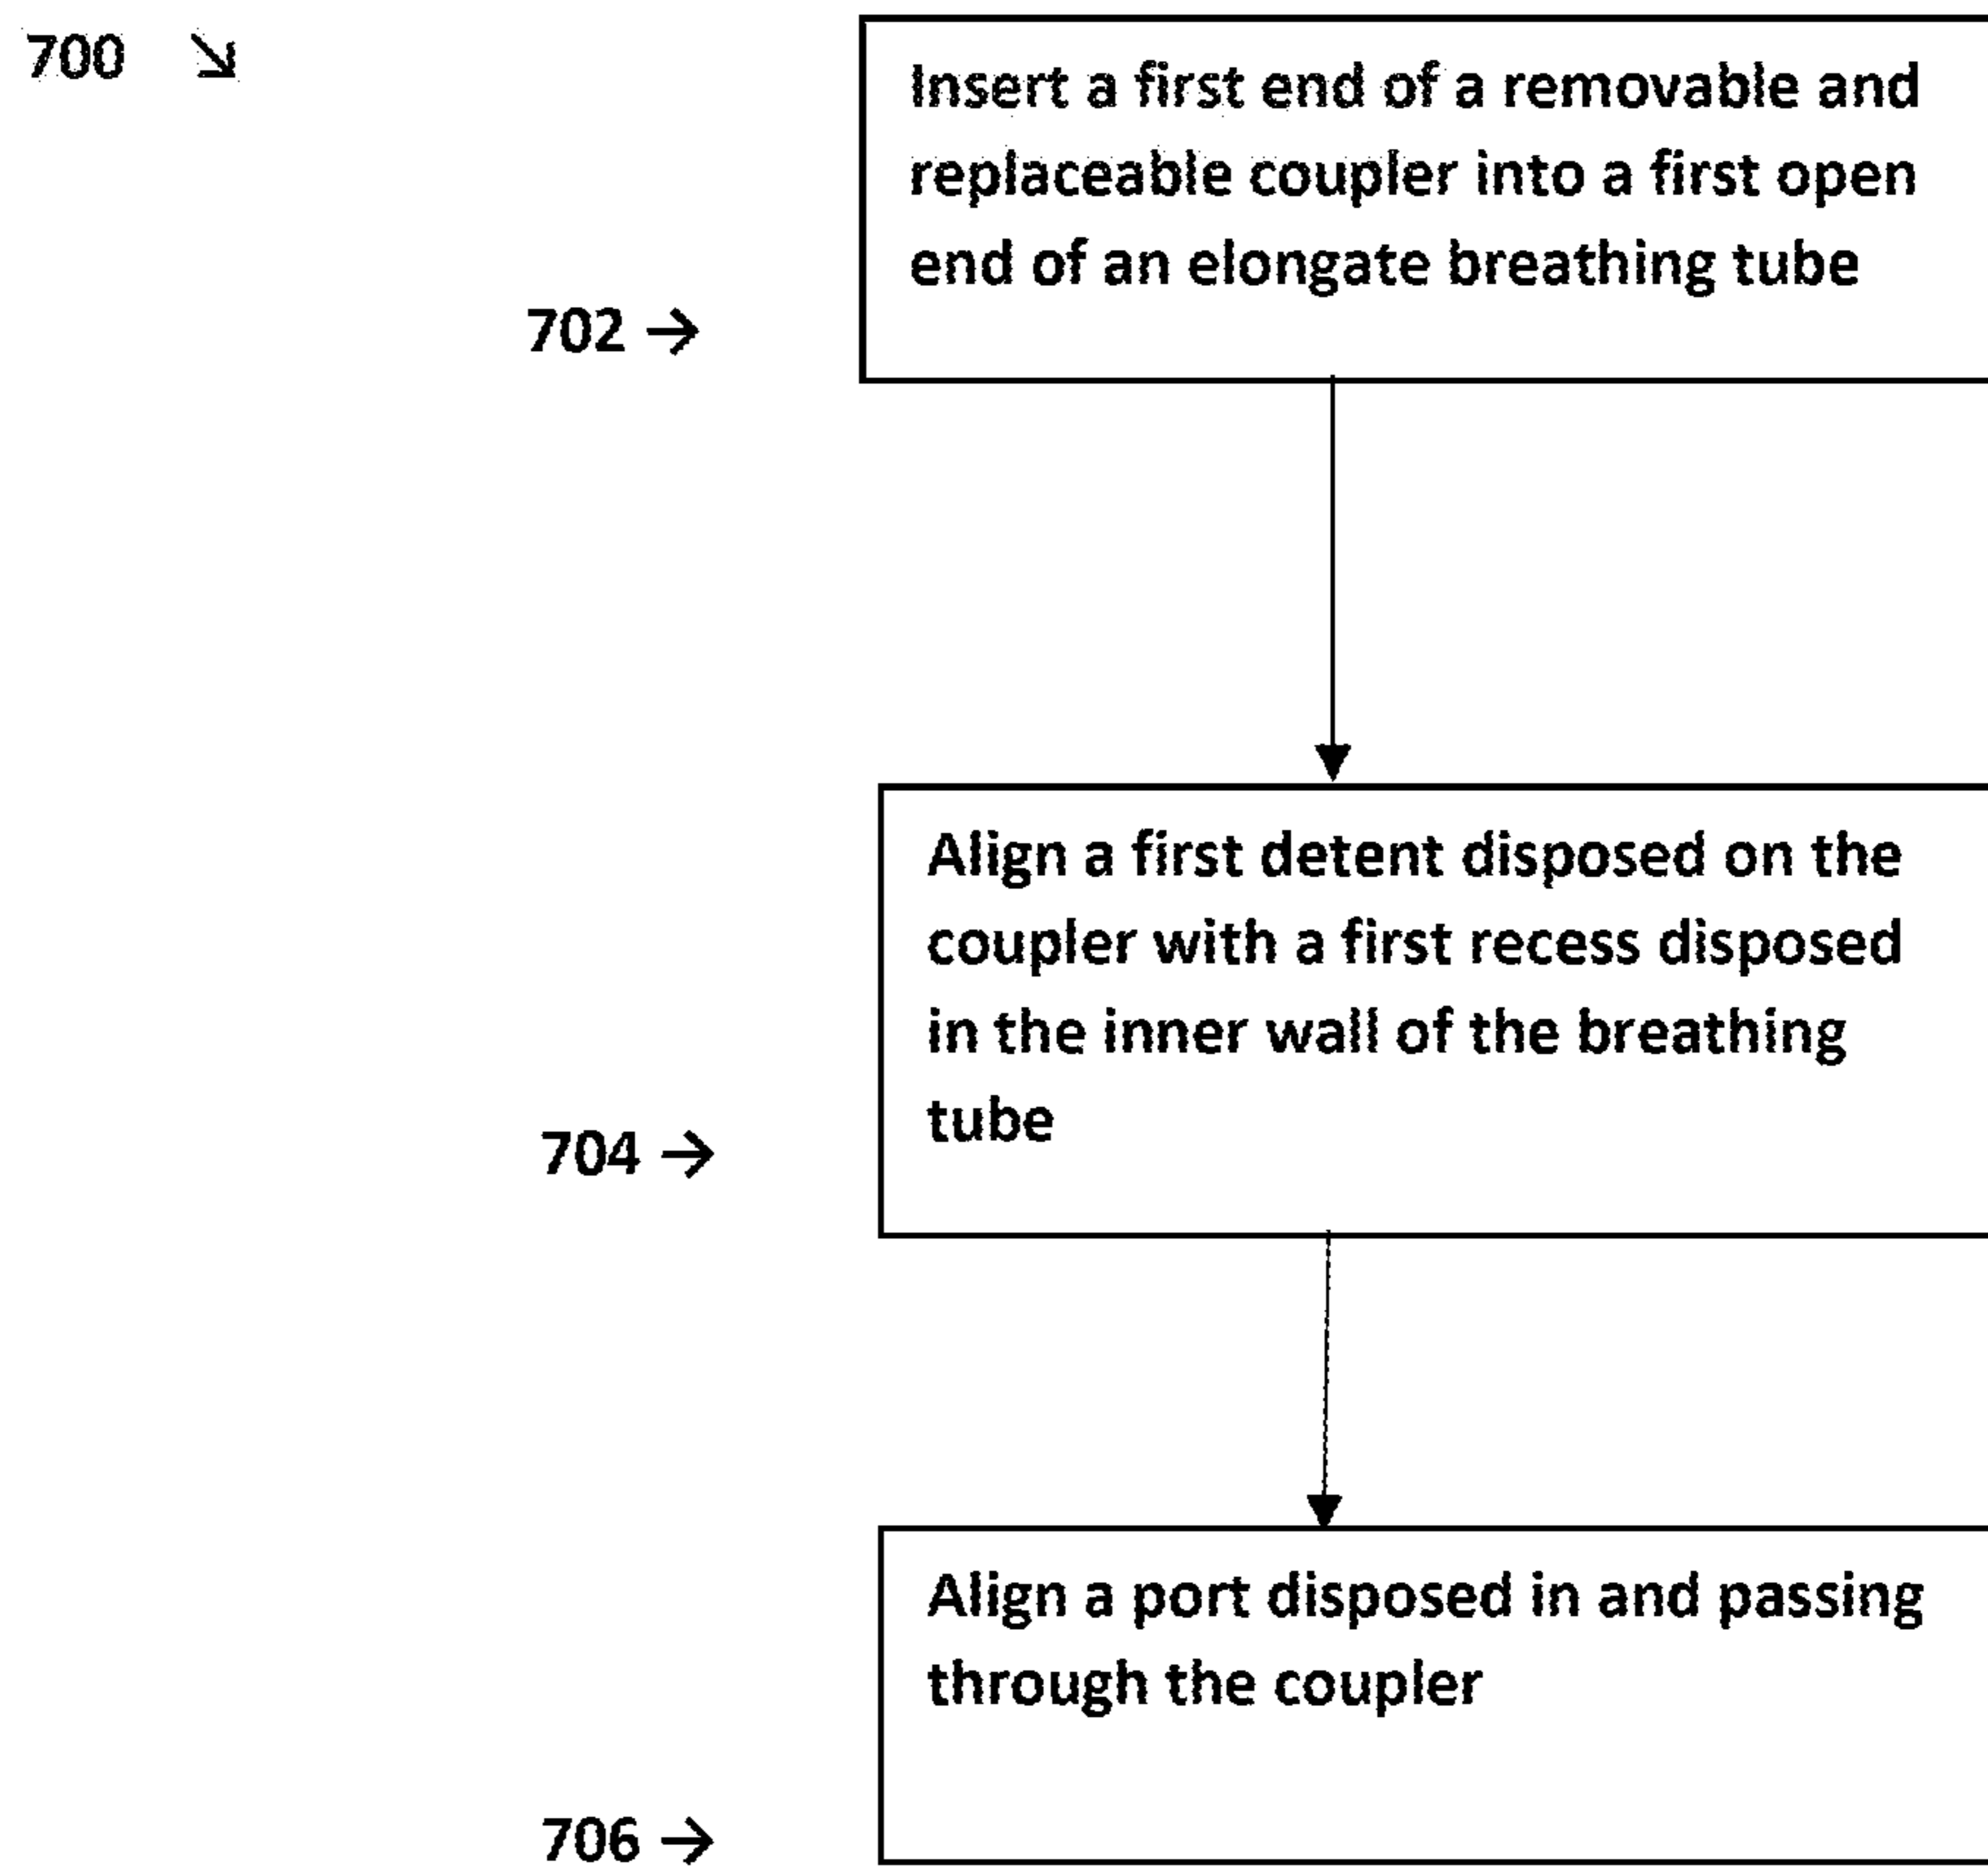 700 ↘
Insert a first end of a removable and
replaceable coupler into a first open
end of an elongate breathing tube
702 →
Align a first detent disposed on the
coupler with a first recess disposed
in the inner wall of the breathing
tube
704 →
Align a port disposed in and passing
through the coupler
706 →